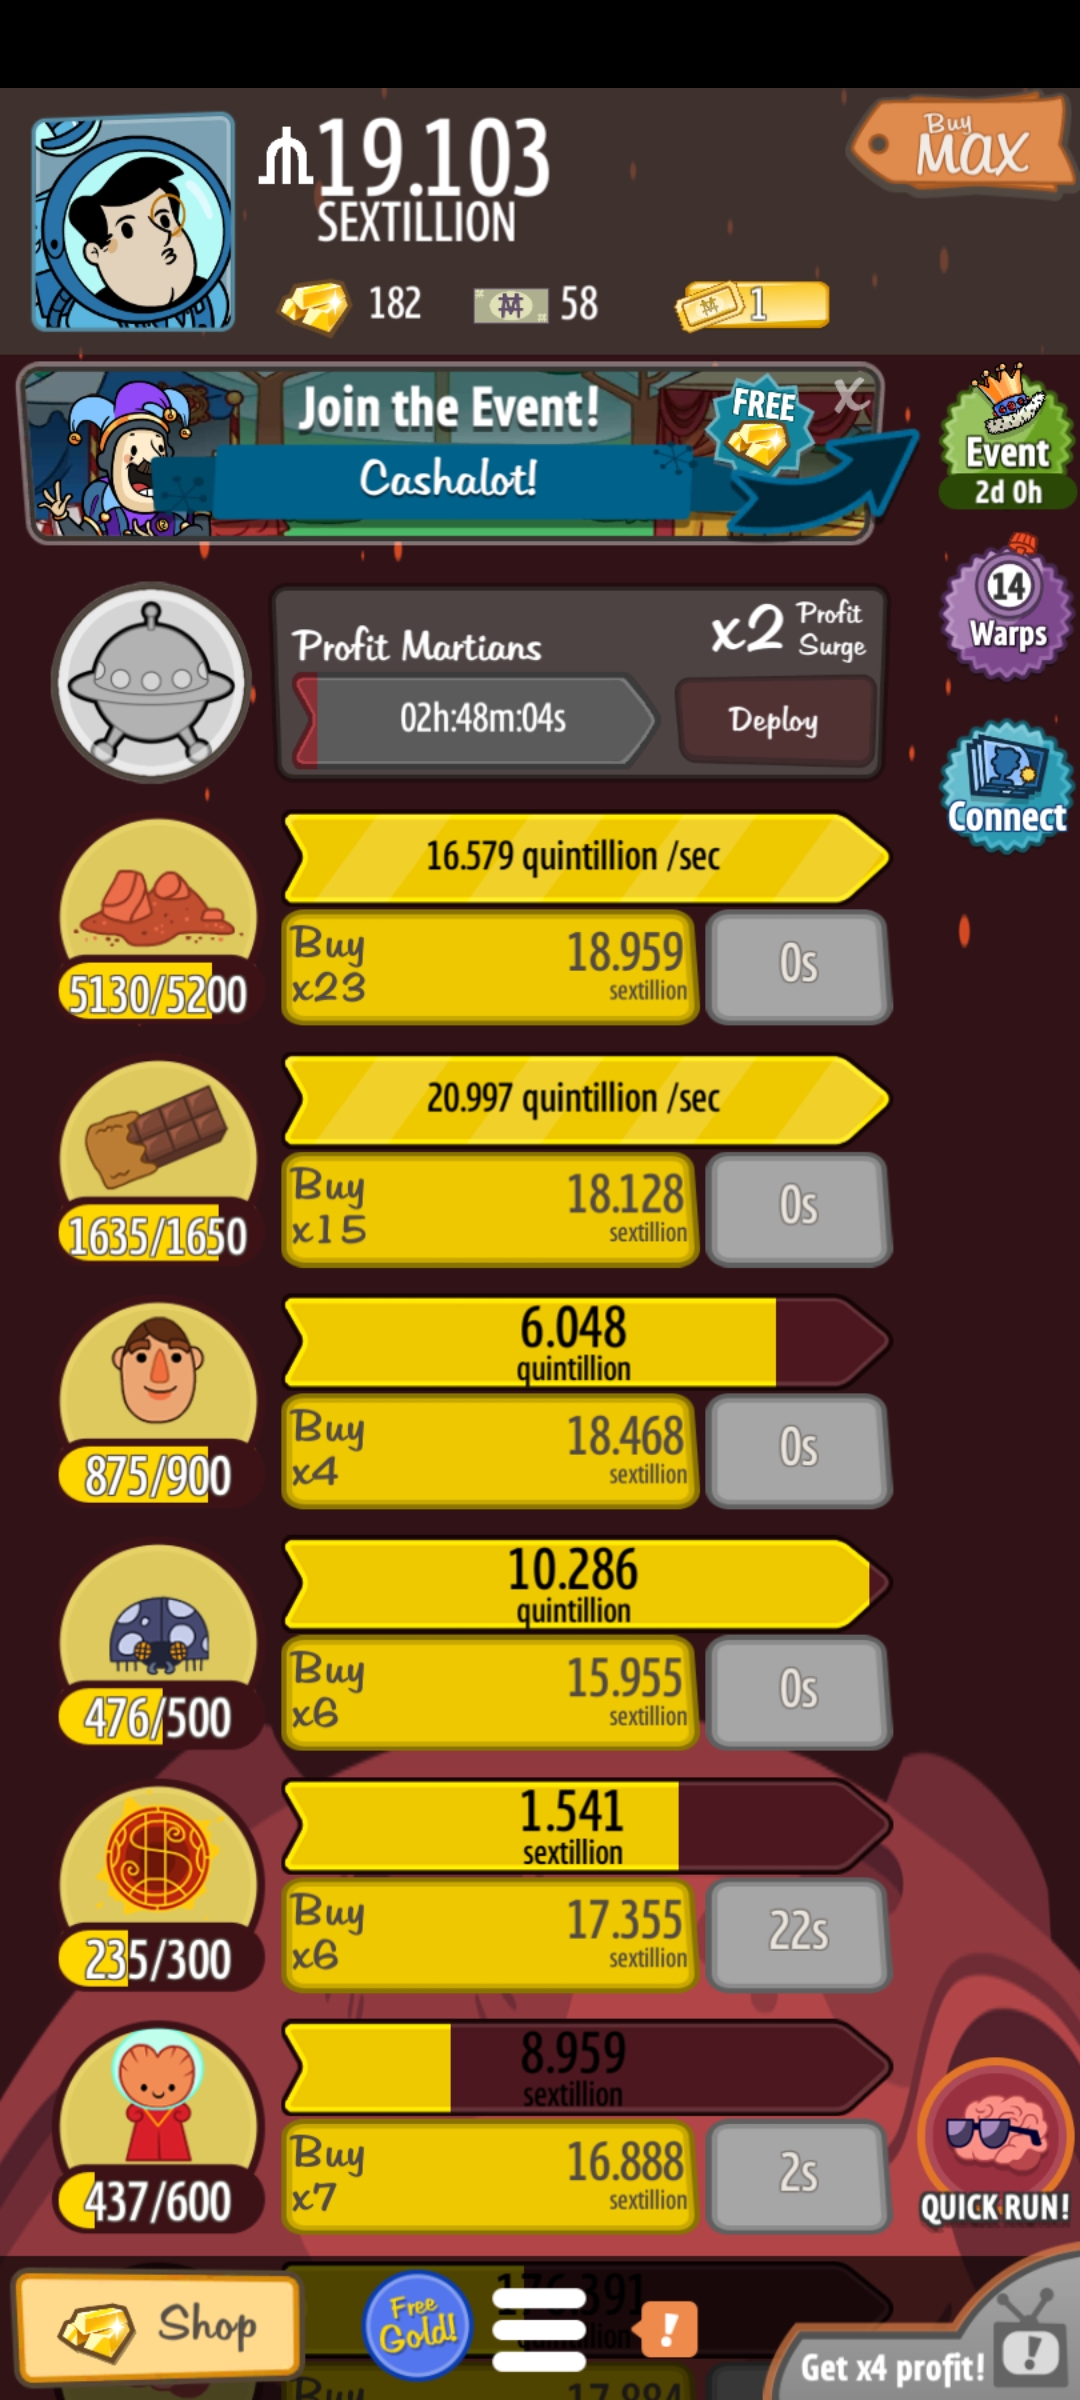 19.103
SEXTILLION
Buy
MAX
182
58
1
Join the Event!
Cashalot!
FREE
X
Event
2d 0h
14
Warps
Connect
Profit Martians
x2 Profit Surge
02h:48m:04s
Deploy
16.579 quintillion /sec
5130/5200
Buy x23
18.959 sextillion
0s
20.997 quintillion /sec
1635/1650
Buy x15
18.128 sextillion
0s
6.048
quintillion
875/900
Buy x4
18.468 sextillion
0s
10.286
quintillion
476/500
Buy x6
15.955 sextillion
0s
1.541
sextillion
235/300
Buy x6
17.355 sextillion
22s
8.959
sextillion
437/600
Buy x7
16.888 sextillion
2s
QUICK RUN!
Shop
Free
Gold!
!
Get x4 profit!
!
Buy
17.884